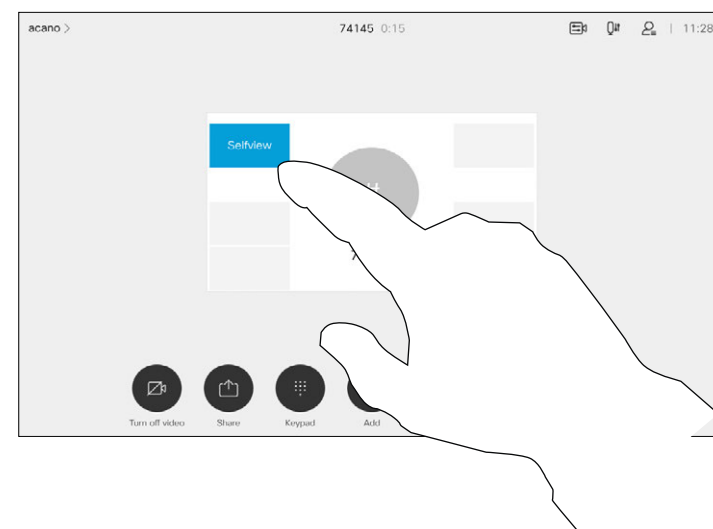 acano >
74145 0:15
11:28
Selfview
Turn off video
Share
Keypad
Add